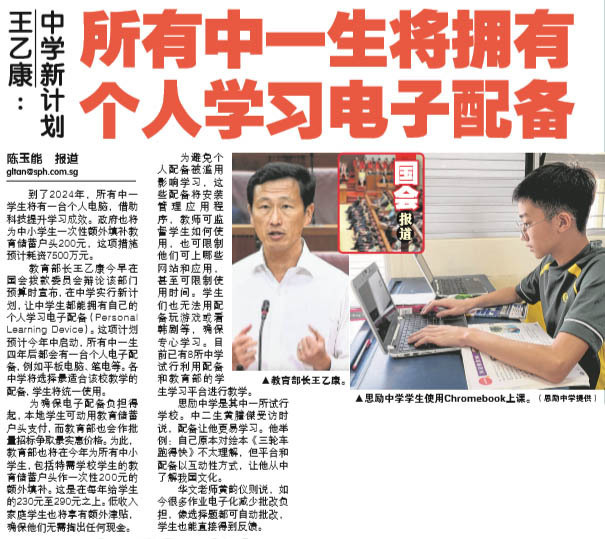 王乙康：
中学新计划
所有中一生将拥有
个人学习电子配备
陈玉能 报道
gltan@sph.com.sg
到了2024年，所有中一
学生将有一台个人电脑，借助
科技提升学习成效。政府也将
为中小学生一次性额外填补教
育储蓄户头200元，这项措施
预计耗资7500万元。
教育部长王乙康今早在
国会拨款委员会辩论该部门
预算时宣布，在中学实行新计
划，让中学生都能拥有自己的
个人学习电子配备（Personal
Learning Device）。这项计划
预计今年中启动，所有中一生
四年后都会有一台个人电子配
备，例如平板电脑、笔电等。各
中学将选择最适合该校教学的
配备，学生将统一使用。
为确保电子配备负担得
起，本地学生可动用教育储蓄
户头支付，而教育部也会作批
量招标争取最实惠价格。为此，
教育部也将在今年为所有中小
学生，包括特需学校学生的教
育储蓄户头作一次性200元的
额外填补。这是在每年给学生
的230元至290元之上。低收入
家庭学生也将享有额外津贴，
确保他们无需掏出任何现金。
为避免个
人配备被滥用
影响学习，这
些配备将安装
管理应用程
序，教师可监
督学生如何使
用，也可限制
他们可上哪些
网站和应用，
甚至可限制使
用时间。学生
们也无法用配
备玩游戏或看
韩剧等，确保
专心学习。目
前已有8所中学
试行利用配备
和教育部的学
生学习平台进行教学。
思励中学是其中一所试行
学校。中二生黄胤傑受访时
说，配备让他更易学习。他举
例：自己原本对绘本《三轮车
跑得快》不太理解，但平台和
配备以互动性方式，让他从中
了解我国文化。
华文老师黄韵仪则说，如
今很多作业电子化减少批改负
担，像选择题都可自动批改，
学生也能直接得到反馈。
国会
报道
▲教育部长王乙康。
▲思励中学学生使用Chromebook上课。（思励中学提供）